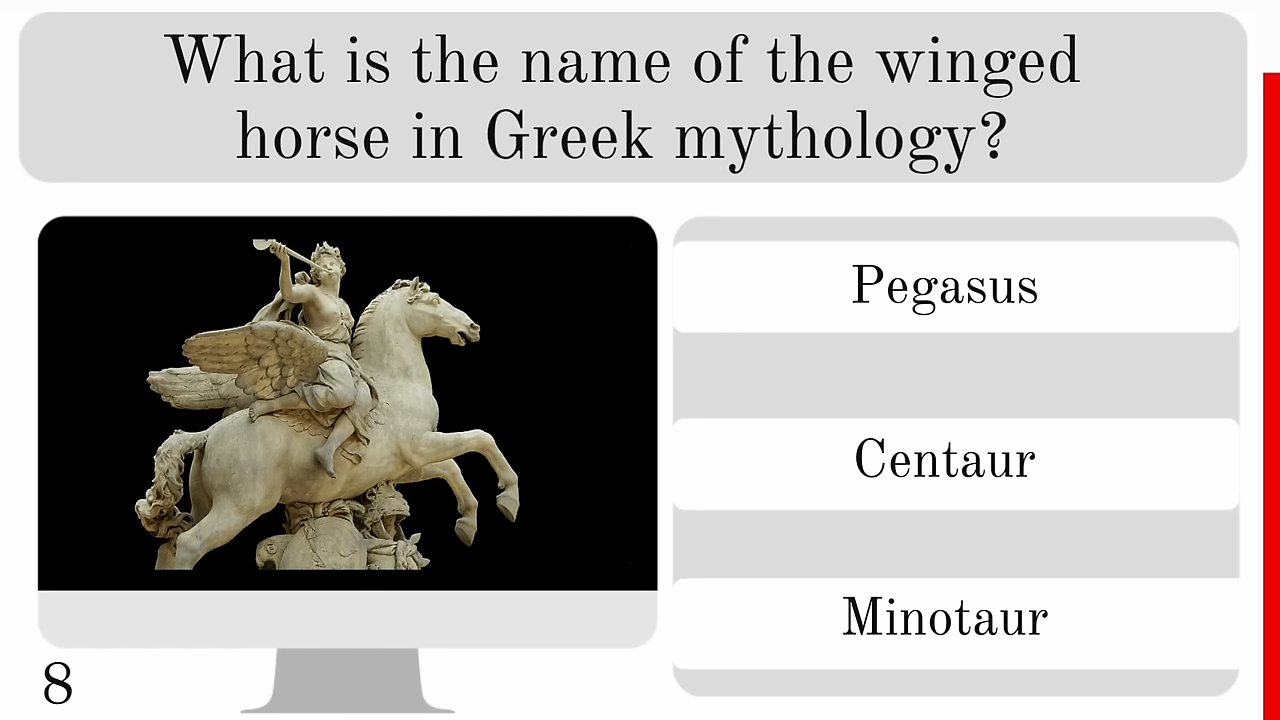 What is the name of the winged
horse in Greek mythology?
Pegasus
Centaur
Minotaur
8